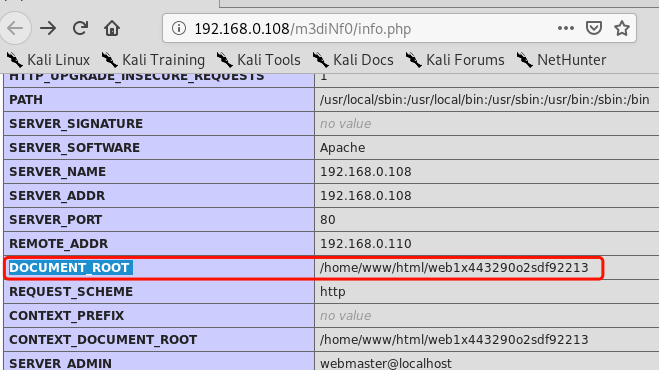 192.168.0.108/m3diNf0/info.php
Kali Linux Kali Training Kali Tools Kali Docs Kali Forums NetHunter
HTTP_UPGRADE_INSECURE_REQUESTS 1
PATH /usr/local/sbin:/usr/local/bin:/usr/sbin:/usr/bin:/sbin:/bin
SERVER_SIGNATURE no value
SERVER_SOFTWARE Apache
SERVER_NAME 192.168.0.108
SERVER_ADDR 192.168.0.108
SERVER_PORT 80
REMOTE_ADDR 192.168.0.110
DOCUMENT_ROOT /home/www/html/web1x443290o2sdf92213
REQUEST_SCHEME http
CONTEXT_PREFIX no value
CONTEXT_DOCUMENT_ROOT /home/www/html/web1x443290o2sdf92213
SERVER_ADMIN webmaster@localhost